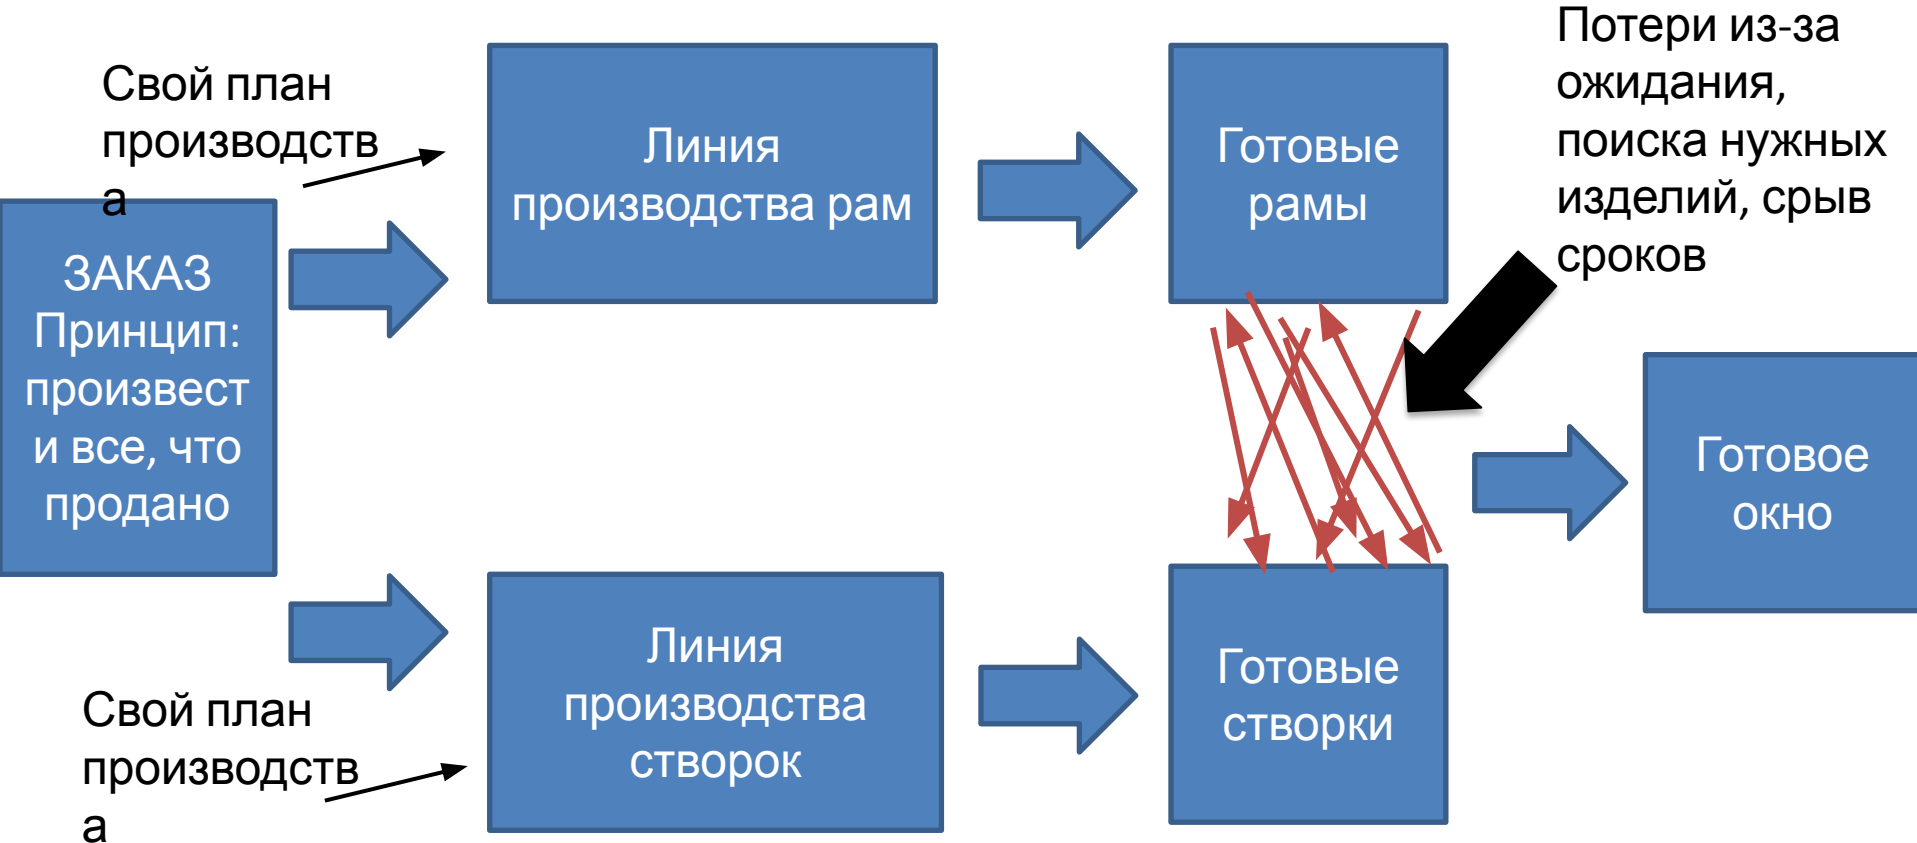 Свой план
производств
а
ЗАКАЗ
Принцип:
произвест
и все, что
продано
Свой план
производств
а
Линия
производства рам
Линия
производства
створок
Готовые
рамы
Готовые
створки
Потери из-за
ожидания,
поиска нужных
изделий, срыв
сроков
Готовое
окно